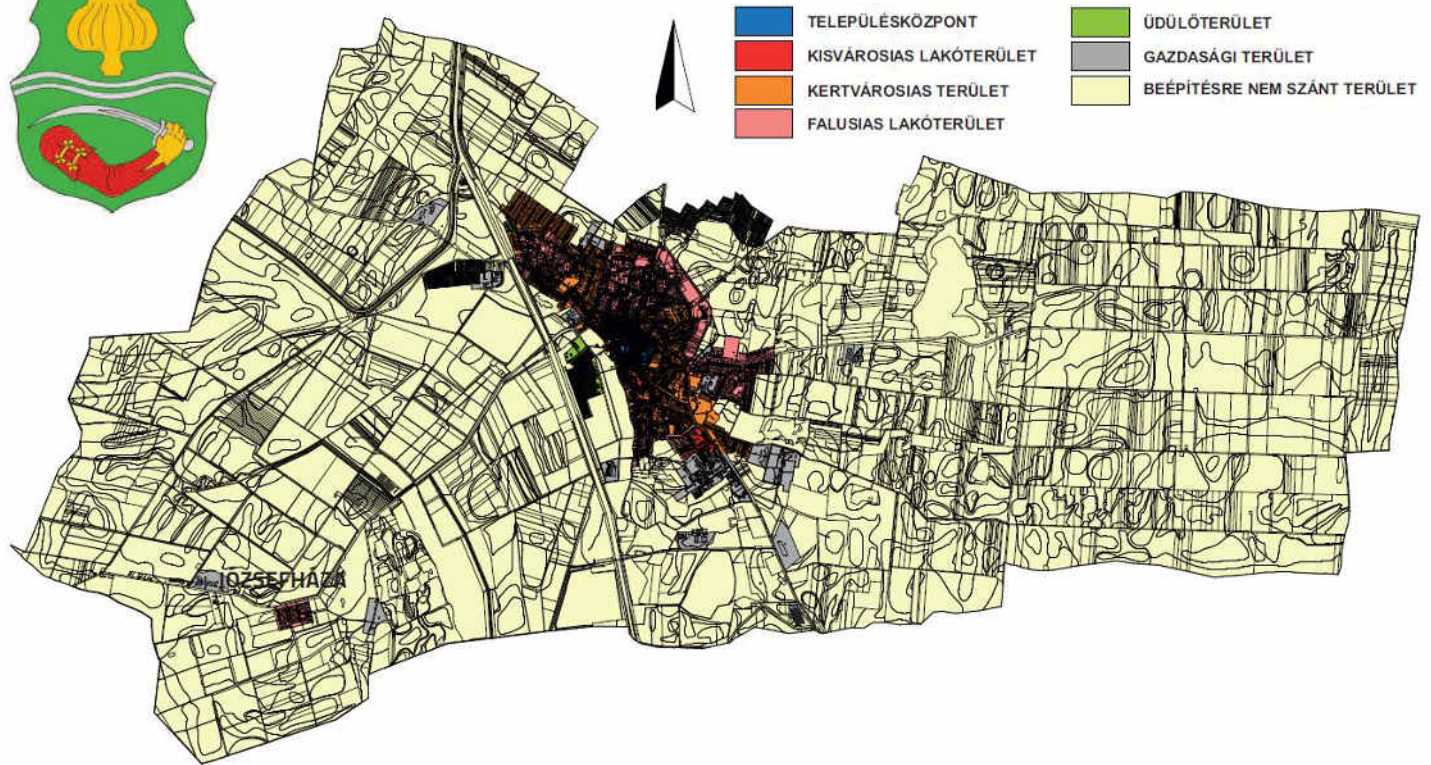 TELEPÜLÉSKÖZPONT
KISVÁROSIAS LAKÓTERÜLET
KERTVÁROSIAS TERÜLET
FALUSIAS LAKÓTERÜLET
ÜDÜLŐTERÜLET
GAZDASÁGI TERÜLET
BEÉPÍTÉSRE NEM SZÁNT TERÜLET
JÓZSEFHÁZA